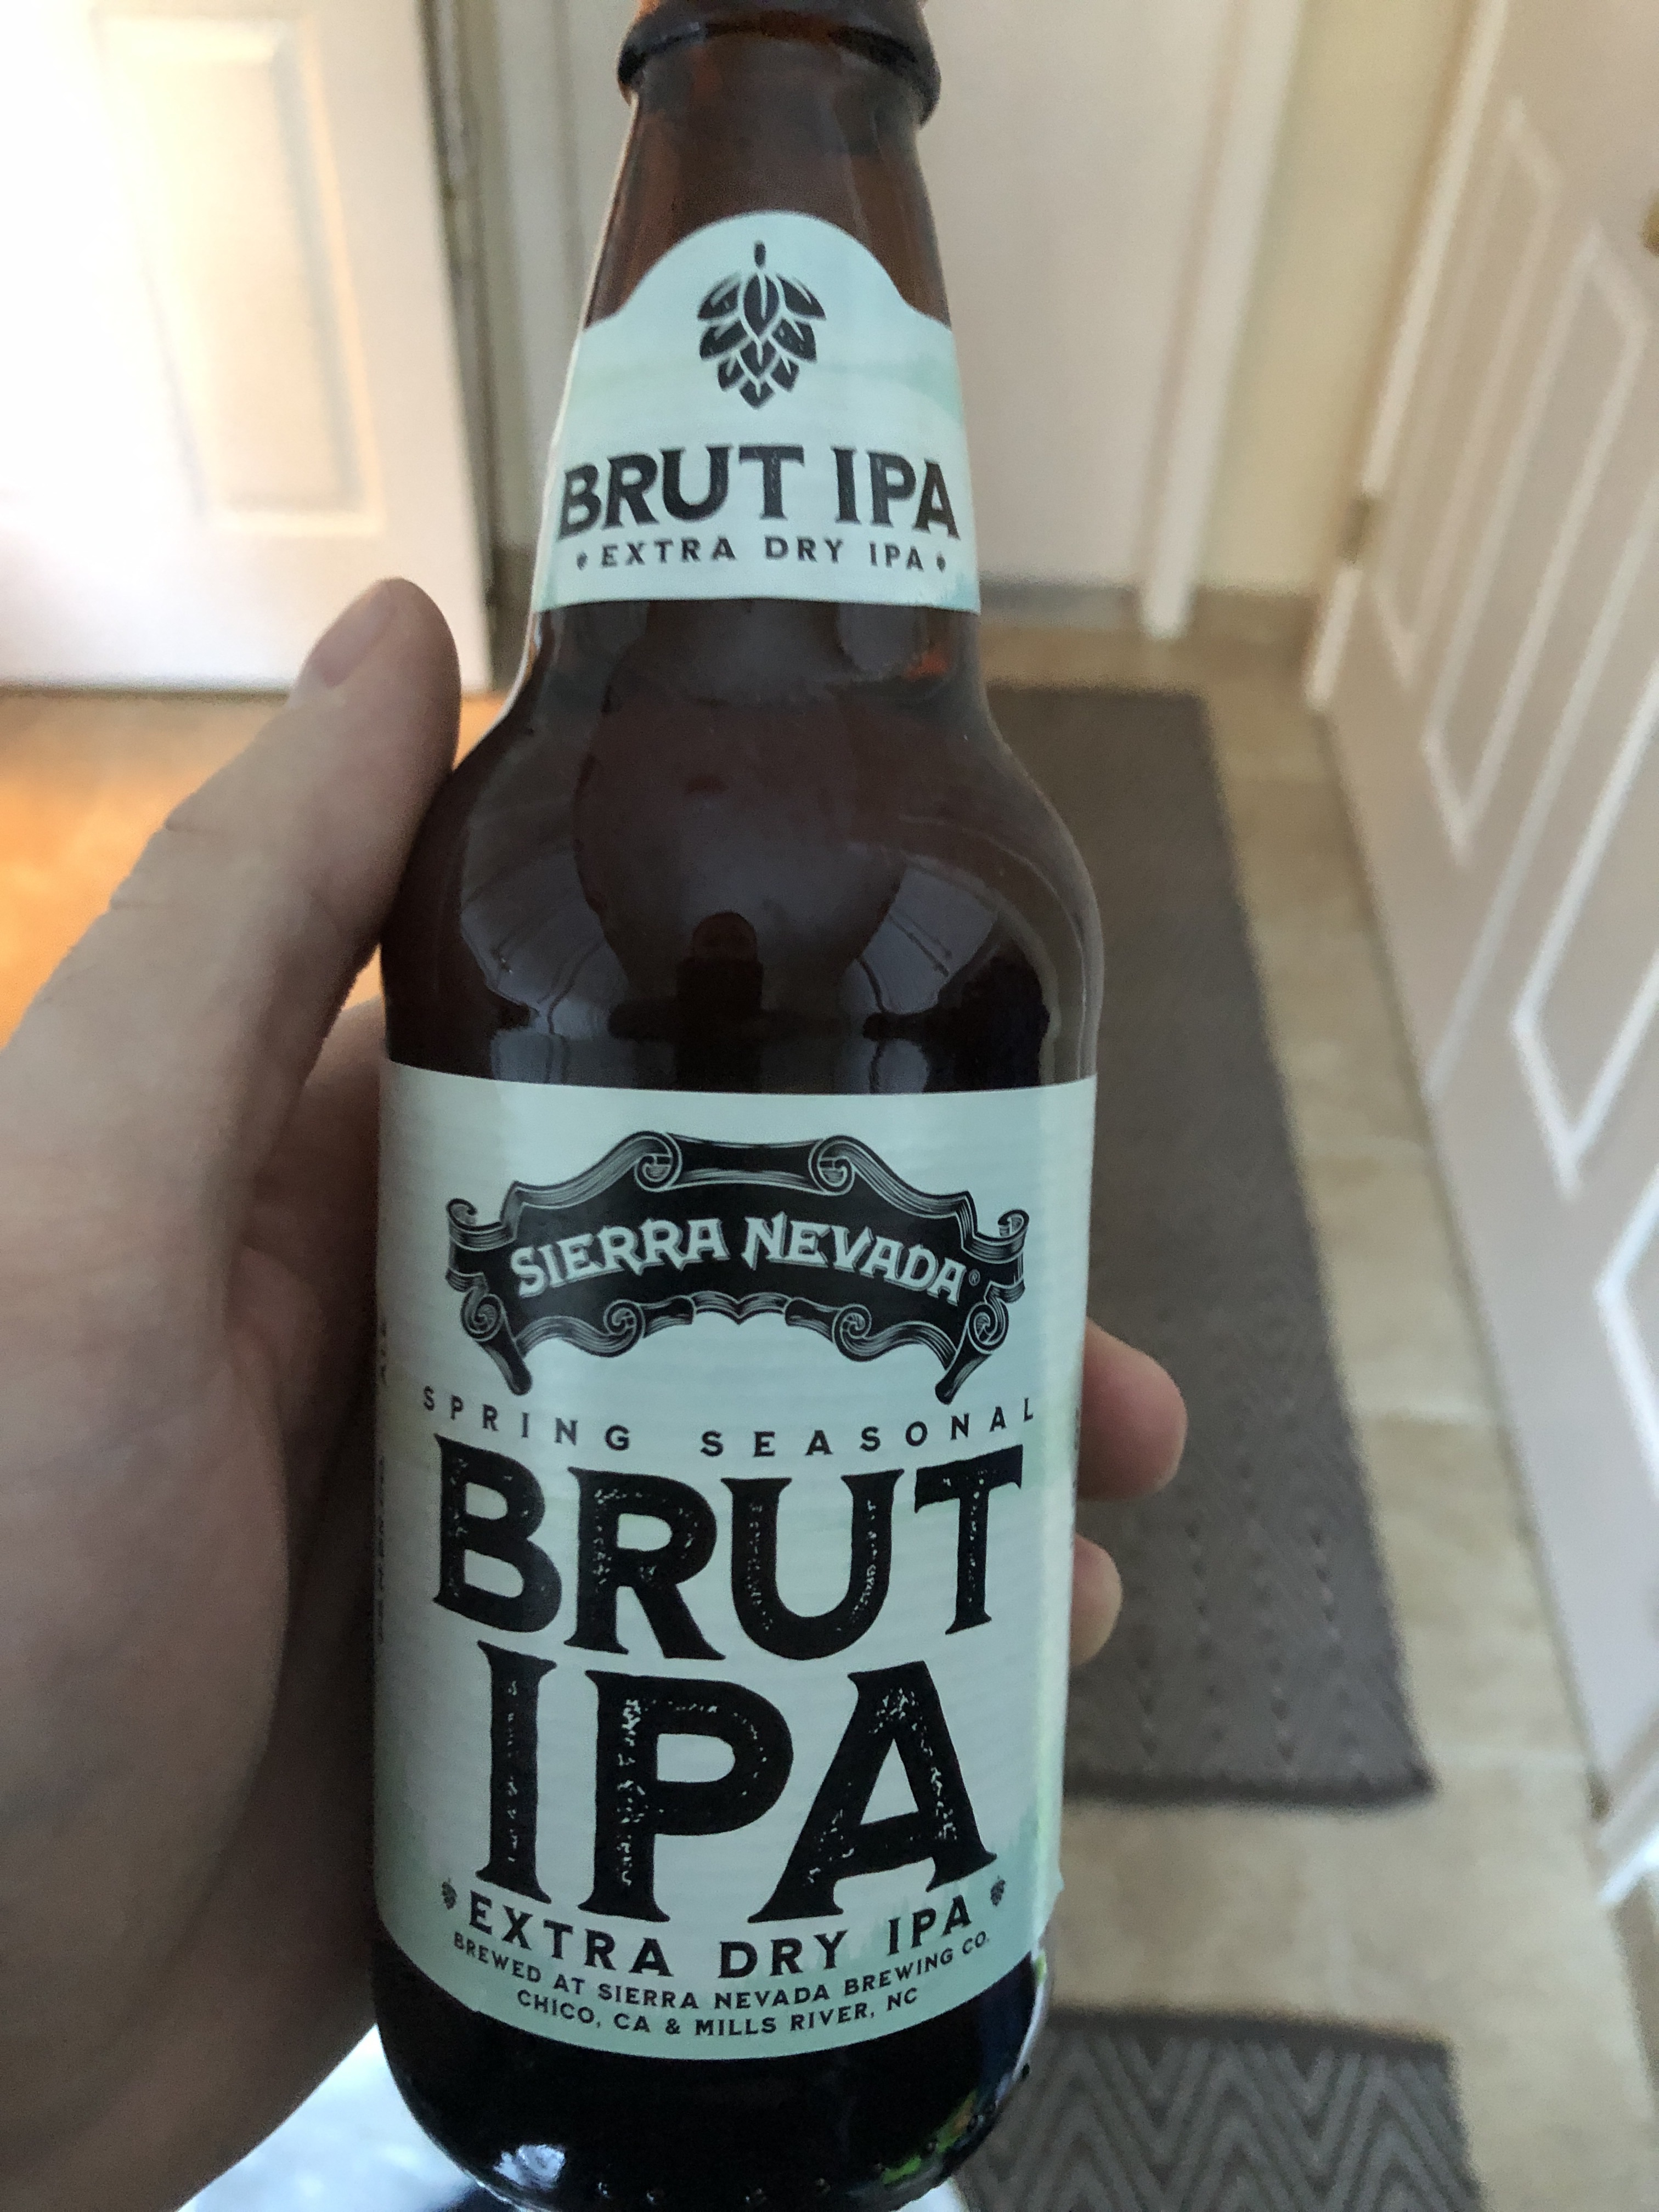 BRUT IPA
EXTRA DRY IPA
SIERRA NEVADA®
SPRING SEASONAL
BRUT
IPA
EXTRA DRY IPA
BREWED AT SIERRA NEVADA BREWING CO.
CHICO, CA & MILLS RIVER, NC